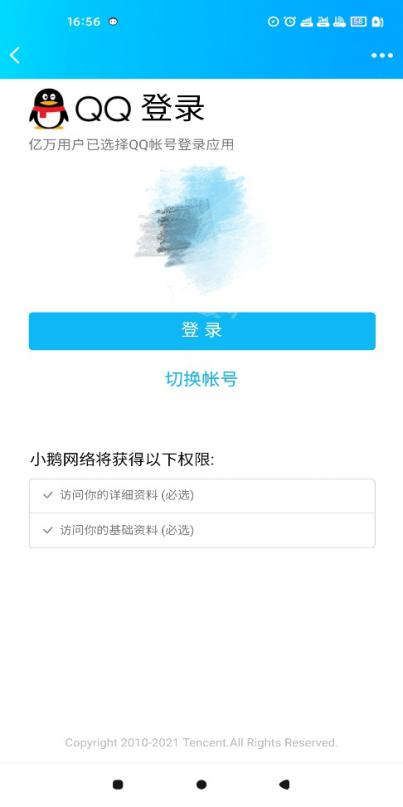 16:56
68
QQ 登录
亿万用户已选择QQ帐号登录应用
登 录
切换帐号
小鹅网络将获得以下权限:
访问你的详细资料 (必选)
访问你的基础资料 (必选)
Copyright 2010-2021 Tencent.All Rights Reserved.